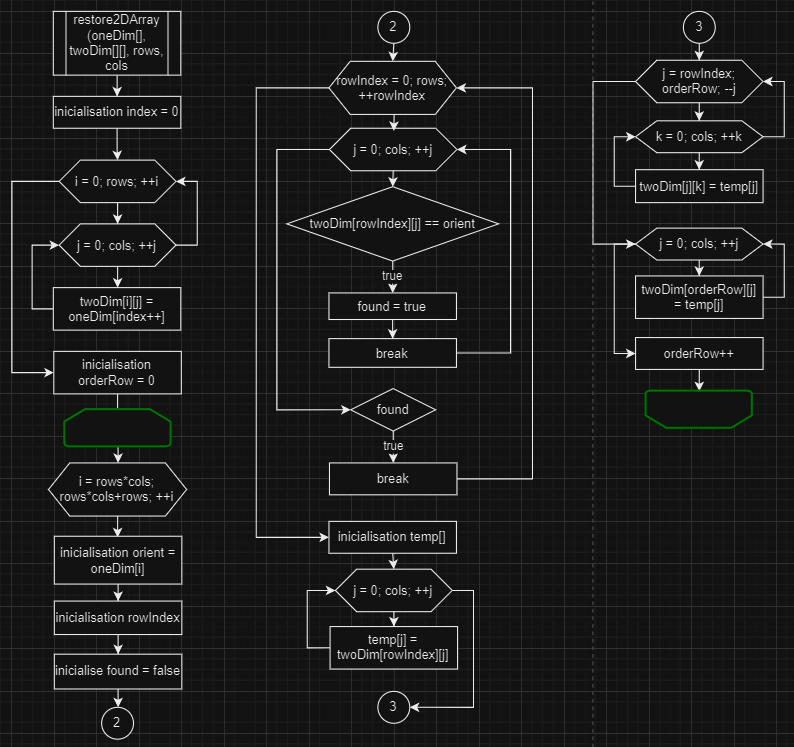 restore2DArray
(oneDim[],
twoDim[][], rows,
cols
inicialisation index = 0
i = 0; rows; ++i
j = 0; cols; ++j
twoDim[i][j] =
oneDim[index++]
inicialisation
orderRow = 0
i = rows*cols;
rows*cols+rows; ++i
inicialisation orient =
oneDim[i]
inicialisation rowIndex
inicialise found = false
2
2
rowIndex = 0; rows;
++rowIndex
j = 0; cols; ++j
twoDim[rowIndex][j] == orient
true
found = true
break
found
true
break
inicialisation temp[]
j = 0; cols; ++j
temp[j] =
twoDim[rowIndex][j]
3
3
j = rowIndex;
orderRow; --j
k = 0; cols; ++k
twoDim[j][k] = temp[j]
j = 0; cols; ++j
twoDim[orderRow][j]
= temp[j]
orderRow++